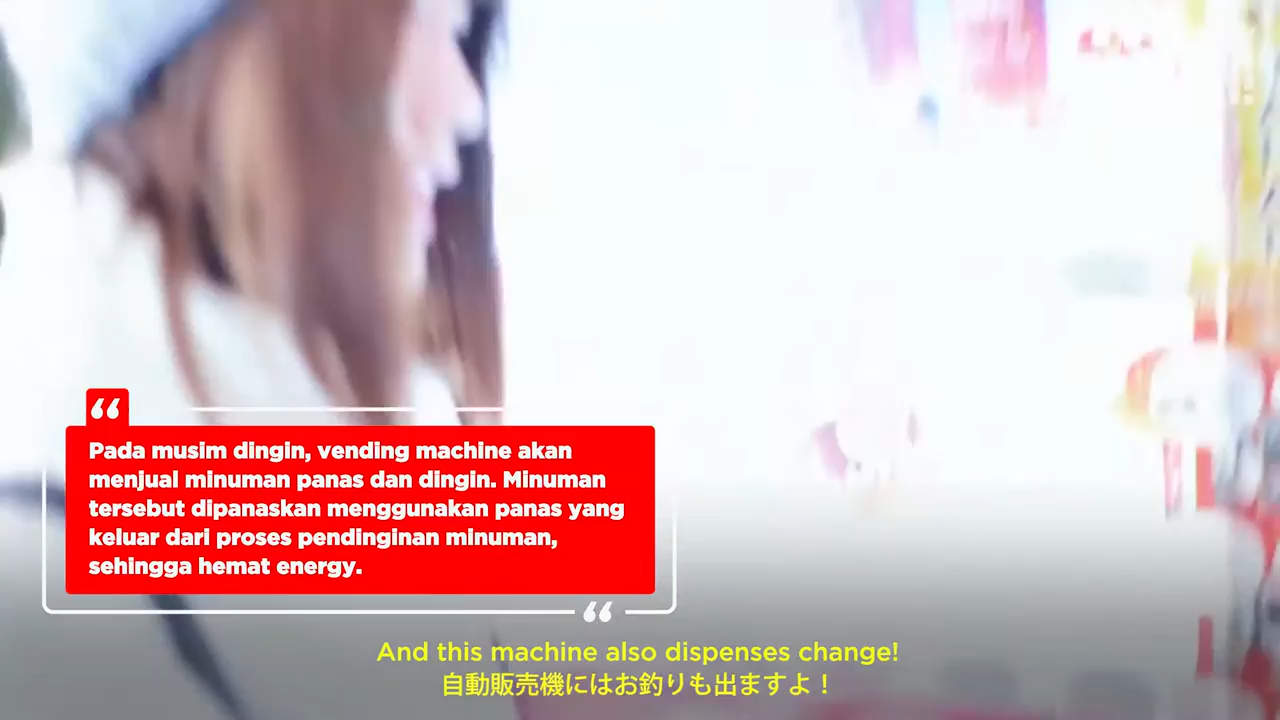 Pada musim dingin, vending machine akan
menjual minuman panas dan dingin. Minuman
tersebut dipanaskan menggunakan panas yang
keluar dari proses pendinginan minuman,
sehingga hemat energy.
And this machine also dispenses change!
自動販売機にはお釣りも出ますよ！